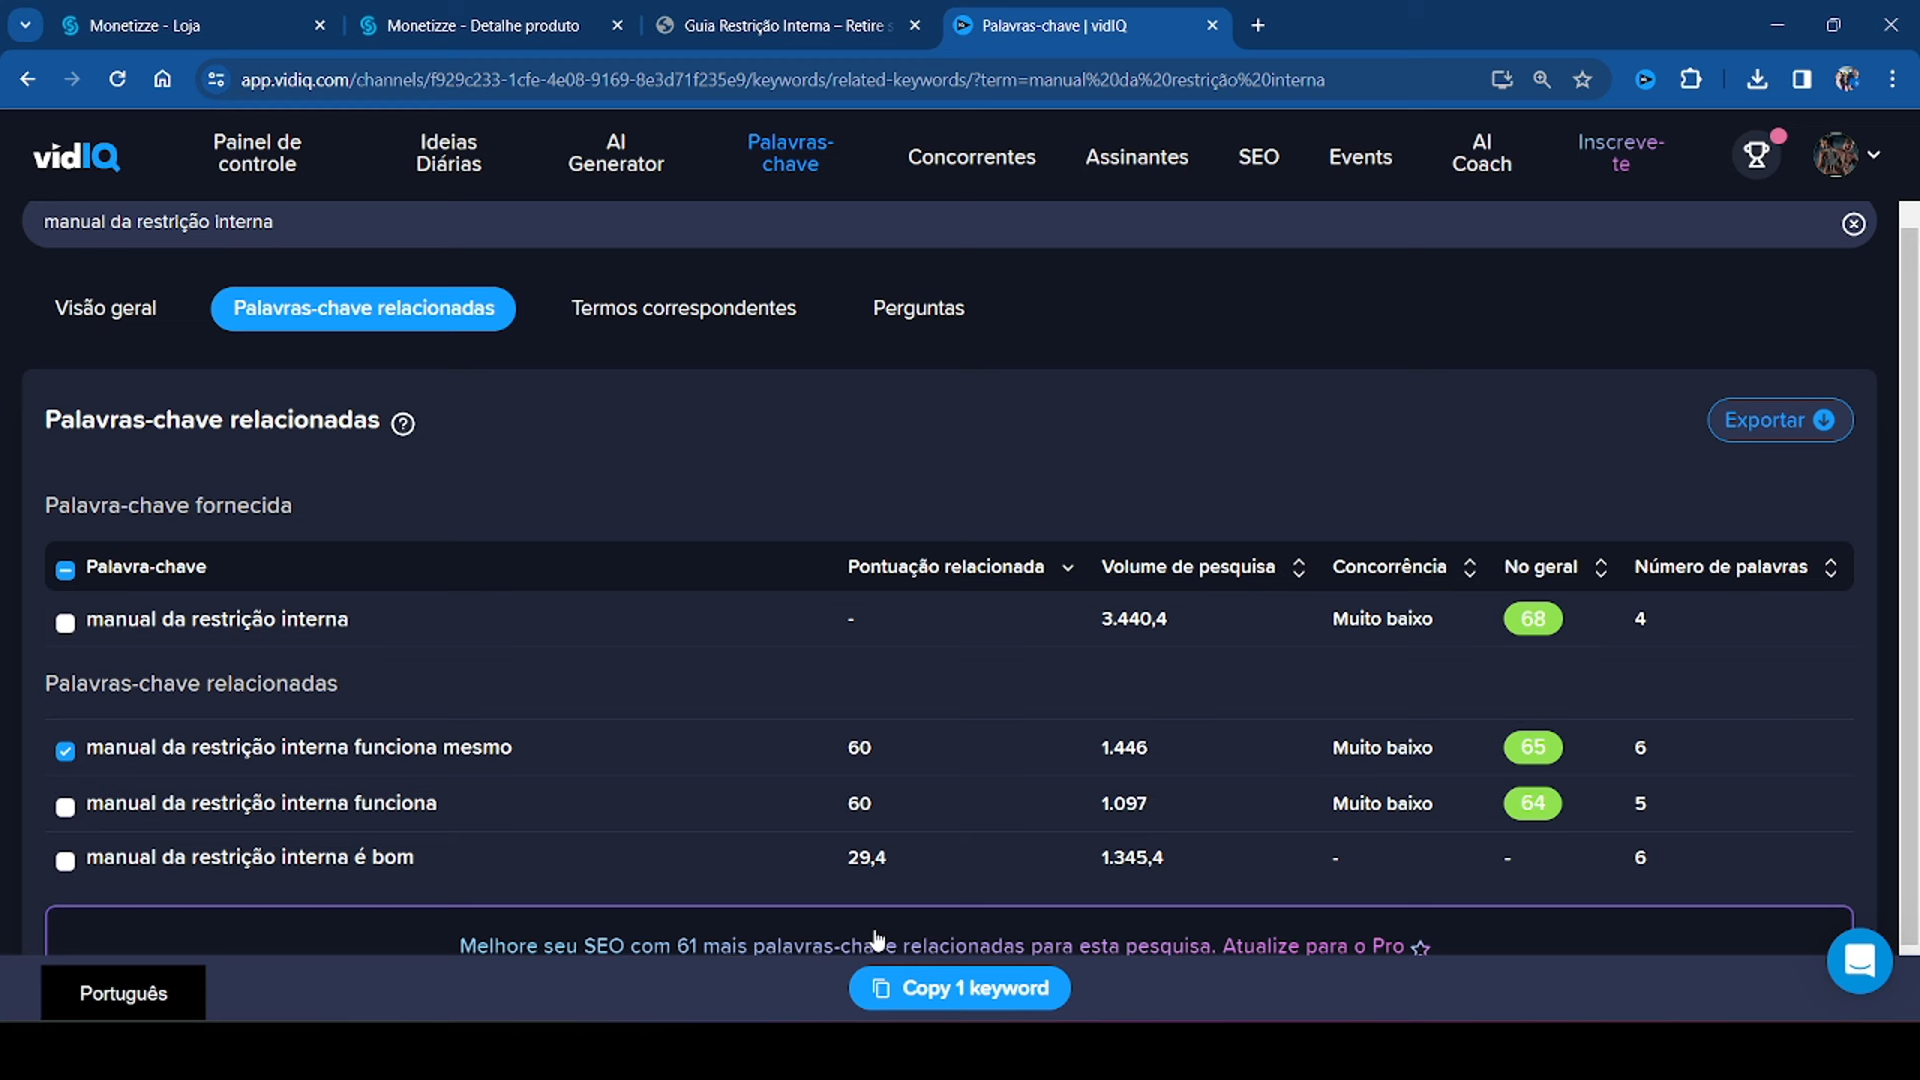 Monetizze - Loja
Monetizze - Detalhe produto
Guia Restrição Interna – Retire s
Palavras-chave | vidIQ
app.vidiq.com/channels/f929c233-1cfe-4e08-9169-8e3d71f235e9/keywords/related-keywords/?term=manual%20da%20restrição%20interna
vidIQ
Painel de controle
Ideias Diárias
AI Generator
Palavras-chave
Concorrentes
Assinantes
SEO
Events
AI Coach
Inscreve-te
manual da restrição interna
Visão geral
Palavras-chave relacionadas
Termos correspondentes
Perguntas
Palavras-chave relacionadas
Exportar
Palavra-chave fornecida
Palavra-chave Pontuação relacionada Volume de pesquisa Concorrência No geral Número de palavras
manual da restrição interna - 3.440,4 Muito baixo 68 4
Palavras-chave relacionadas
manual da restrição interna funciona mesmo 60 1.446 Muito baixo 65 6
manual da restrição interna funciona 60 1.097 Muito baixo 64 5
manual da restrição interna é bom 29,4 1.345,4 - - 6
Melhore seu SEO com 61 mais palavras-chave relacionadas para esta pesquisa. Atualize para o Pro
Português
Copy 1 keyword